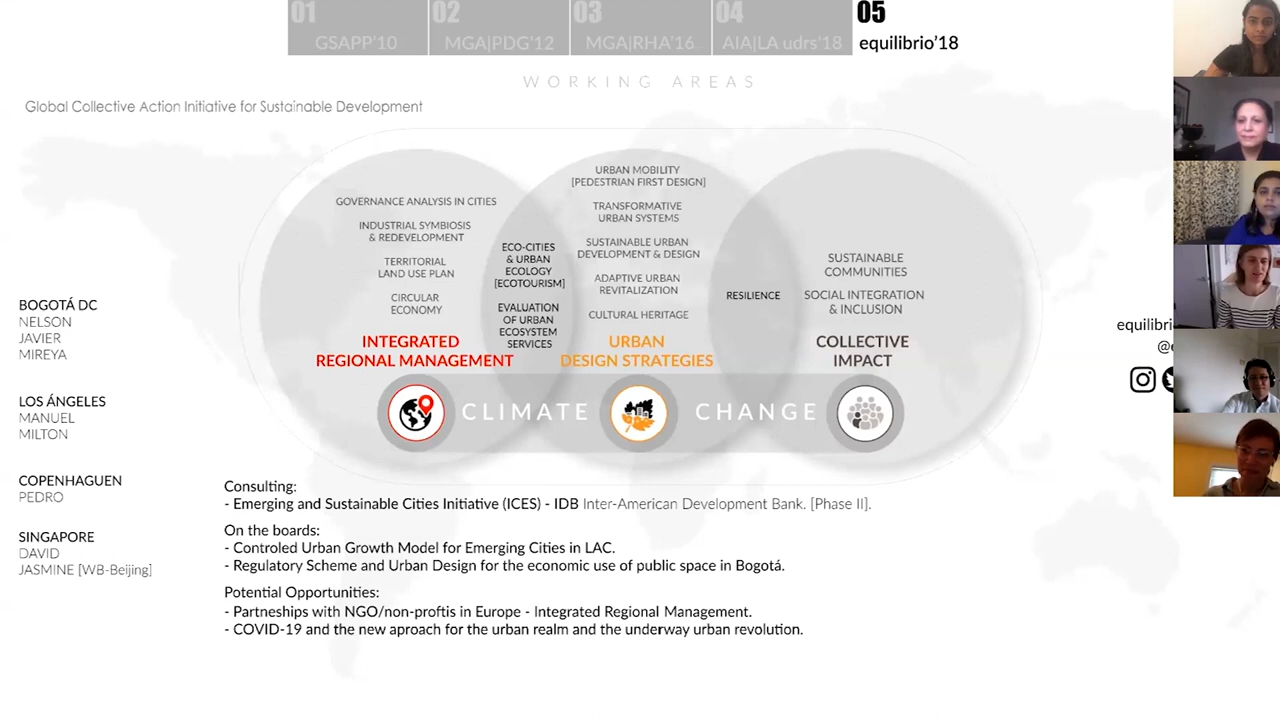 01
GSAPP'10
02
MGA|PDG'12
03
MGA|RHA'16
04
AIA|LA udrs'18
05
equilibrio'18
WORKING AREAS
Global Collective Action Initiative for Sustainable Development
GOVERNANCE ANALYSIS IN CITIES
INDUSTRIAL SYMBIOSIS
& REDEVELOPMENT
TERRITORIAL
LAND USE PLAN
CIRCULAR
ECONOMY
INTEGRATED
REGIONAL MANAGEMENT
ECO-CITIES
& URBAN
ECOLOGY
[ECOTOURISM]
EVALUATION
OF URBAN
ECOSYSTEM
SERVICES
URBAN MOBILITY
[PEDESTRIAN FIRST DESIGN]
TRANSFORMATIVE
URBAN SYSTEMS
SUSTAINABLE URBAN
DEVELOPMENT & DESIGN
ADAPTIVE URBAN
REVITALIZATION
CULTURAL HERITAGE
URBAN
DESIGN STRATEGIES
RESILIENCE
SUSTAINABLE
COMMUNITIES
SOCIAL INTEGRATION
& INCLUSION
COLLECTIVE
IMPACT
CLIMATE CHANGE
BOGOTÁ DC
NELSON
JAVIER
MIREYA
LOS ÁNGELES
MANUEL
MILTON
COPENHAGUEN
PEDRO
SINGAPORE
DAVID
JASMINE [WB-Beijing]
equilibri
@e
Consulting:
- Emerging and Sustainable Cities Initiative (ICES) - IDB Inter-American Development Bank. [Phase II].
On the boards:
- Controled Urban Growth Model for Emerging Cities in LAC.
- Regulatory Scheme and Urban Design for the economic use of public space in Bogotá.
Potential Opportunities:
- Partneships with NGO/non-proftis in Europe - Integrated Regional Management.
- COVID-19 and the new aproach for the urban realm and the underway urban revolution.